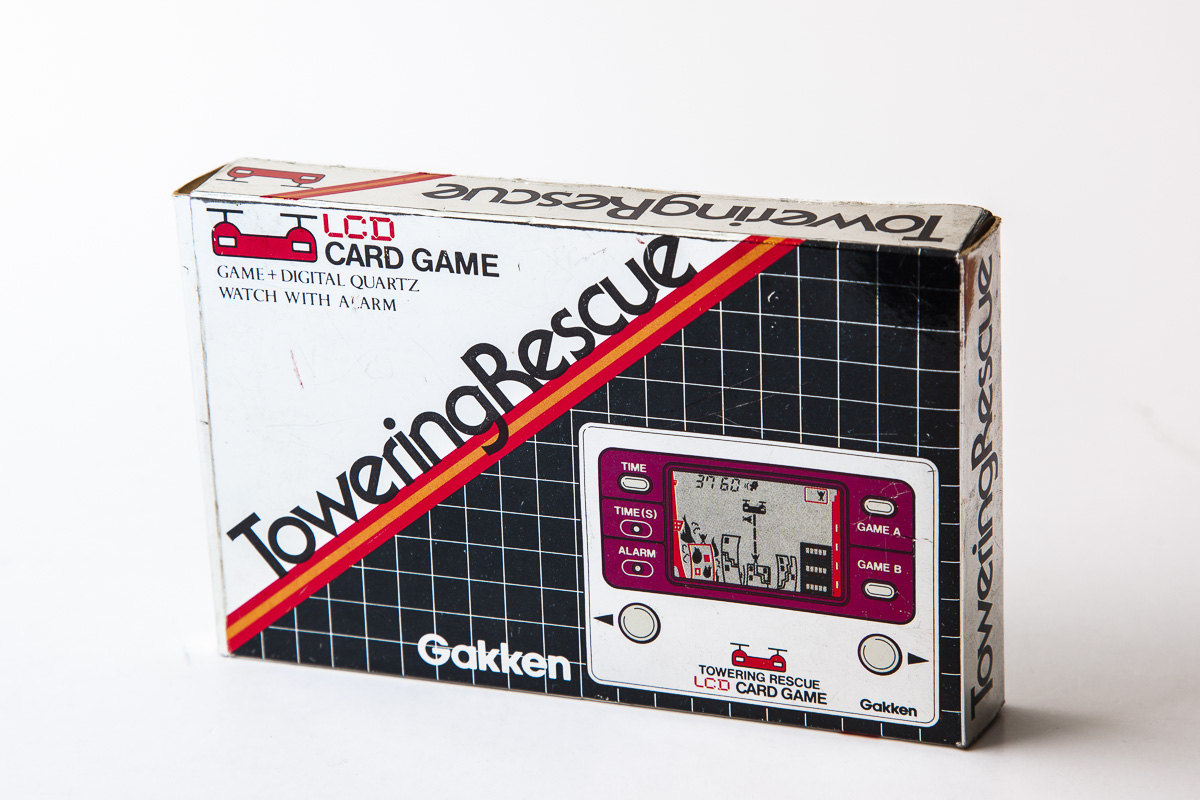 ToweringRescue
LCD
CARD GAME
GAME + DIGITAL QUARTZ
WATCH WITH ALARM
ToweringRescue
TIME
TIME(S)
ALARM
3760
GAME A
GAME B
TOWERING RESCUE
LCD CARD GAME
Gakken
Gakken
ToweringRescue